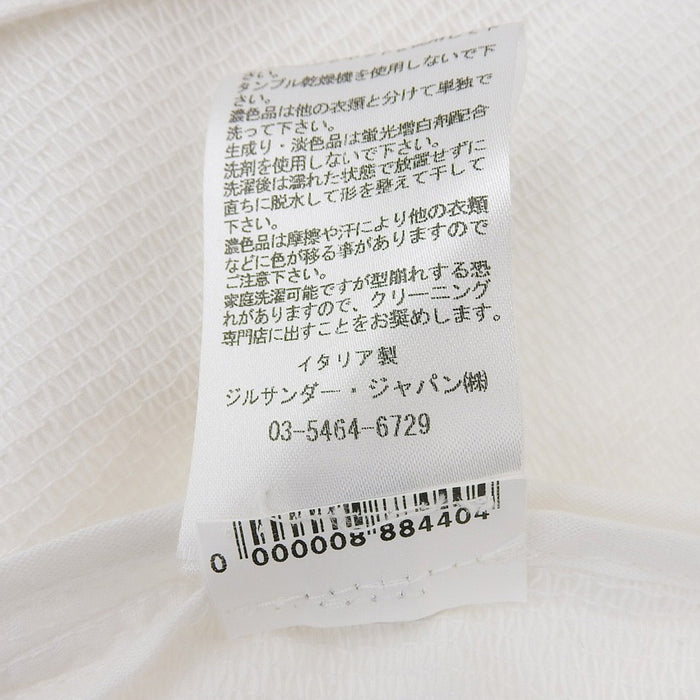 さい。
タンブル乾燥機を使用しないで下
さい。
濃色品は他の衣類と分けて単独で
洗って下さい。
生成り・淡色品は蛍光増白剤配合
洗剤を使用しないで下さい。
洗濯後は濡れた状態で放置せずに
直ちに脱水して形を整えて干して
下さい。
濃色品は摩擦や汗により他の衣類
などに色が移る事がありますので
ご注意下さい。
家庭洗濯可能ですが型崩れする恐
れがありますので、クリーニング
専門店に出すことをお奨めします。
イタリア製
ジルサンダー・ジャパン㈱
03-5464-6729
0 000008 884404